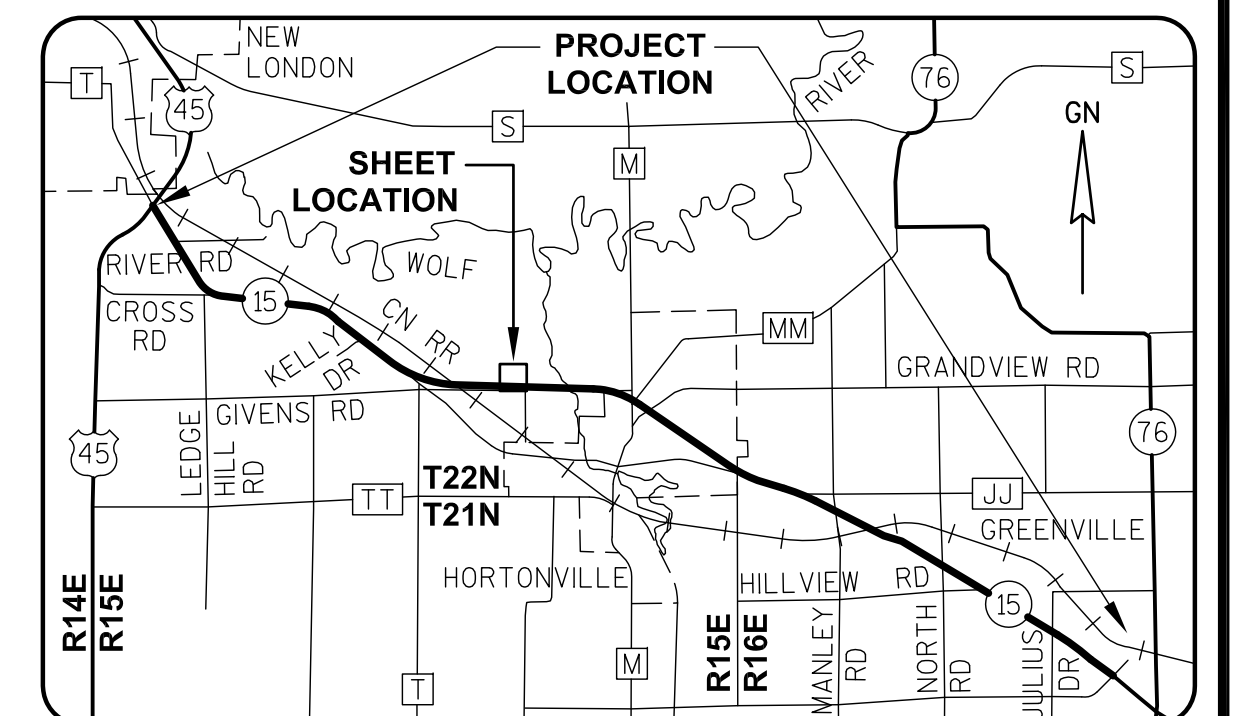 NEW
LONDON
PROJECT
LOCATION
RIVER
76
S
T
45
GN
S
M
SHEET
LOCATION
RIVER RD
WOLF
15
CROSS
RD
CN RR
MM
KELLY
DR
GRANDVIEW RD
GIVENS RD
LEDGE
HILL
RD
45
76
T22N
TT
T21N
JJ
GREENVILLE
HORTONVILLE
HILLVIEW RD
R14E
R15E
15
R15E
R16E
MANLEY
RD
NORTH
RD
JULIUS
DR
M
T